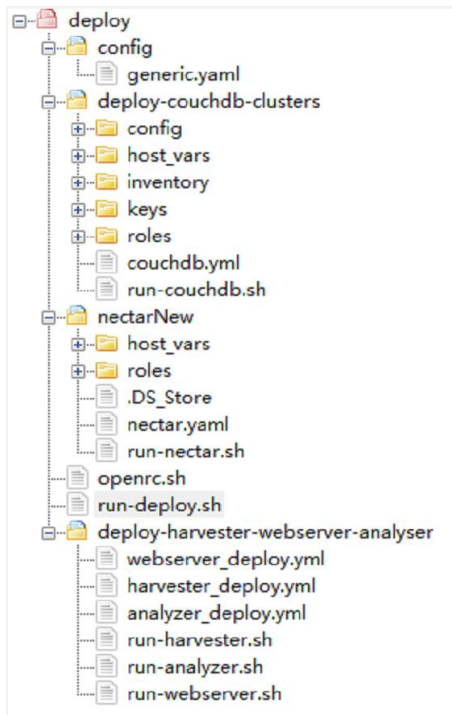 deploy
config
generic.yaml
deploy-couchdb-clusters
config
host_vars
inventory
keys
roles
couchdb.yml
run-couchdb.sh
nectarNew
host_vars
roles
.DS_Store
nectar.yaml
run-nectar.sh
openrc.sh
run-deploy.sh
deploy-harvester-webserver-analyser
webserver_deploy.yml
harvester_deploy.yml
analyzer_deploy.yml
run-harvester.sh
run-analyzer.sh
run-webserver.sh